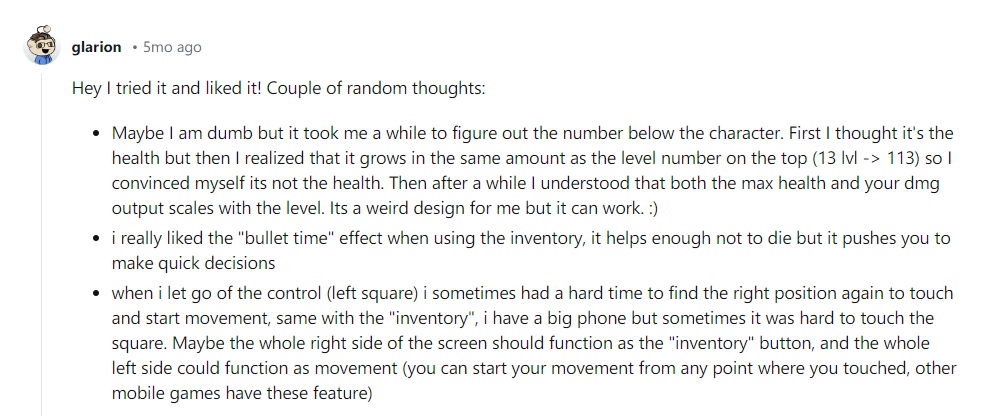 glarion • 5mo ago
Hey I tried it and liked it! Couple of random thoughts:
• Maybe I am dumb but it took me a while to figure out the number below the character. First I thought it's the
health but then I realized that it grows in the same amount as the level number on the top (13 lvl -> 113) so I
convinced myself its not the health. Then after a while I understood that both the max health and your dmg
output scales with the level. Its a weird design for me but it can work. :)
• i really liked the "bullet time" effect when using the inventory, it helps enough not to die but it pushes you to
make quick decisions
• when i let go of the control (left square) i sometimes had a hard time to find the right position again to touch
and start movement, same with the "inventory", i have a big phone but sometimes it was hard to touch the
square. Maybe the whole right side of the screen should function as the "inventory" button, and the whole
left side could function as movement (you can start your movement from any point where you touched, other
mobile games have these feature)